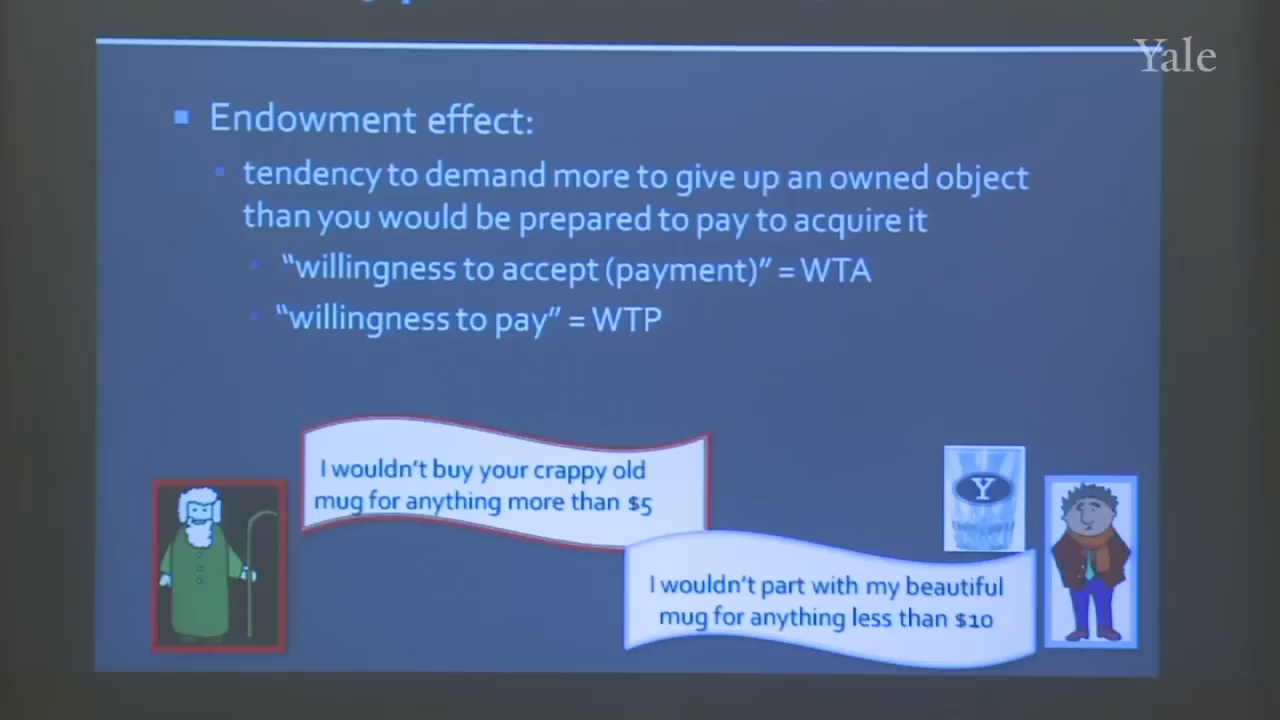 Yale
Endowment effect:
tendency to demand more to give up an owned object
than you would be prepared to pay to acquire it
“willingness to accept (payment)” = WTA
“willingness to pay” = WTP
I wouldn’t buy your crappy old
mug for anything more than $5
Y
I wouldn’t part with my beautiful
mug for anything less than $10